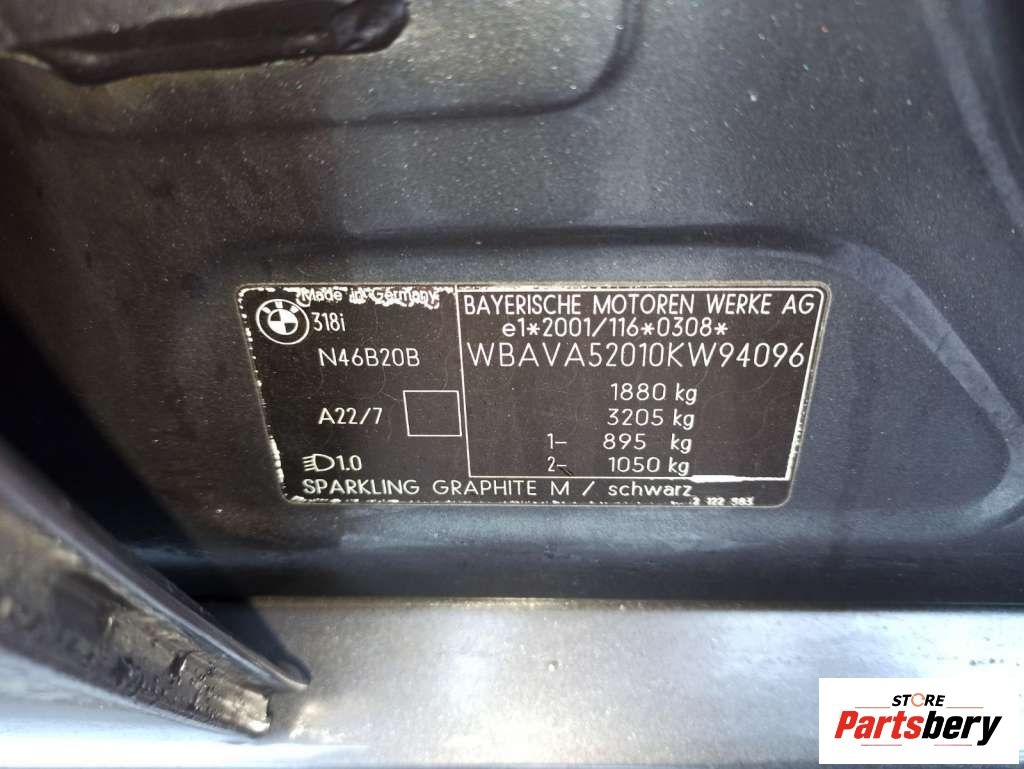 Made in Germany
318i
N46B20B
A22/7
1.0
BAYERISCHE MOTOREN WERKE AG
e1*2001/116*0308*
WBAVA52010KW94096
1880 kg
3205 kg
1- 895 kg
2- 1050 kg
SPARKLING GRAPHITE M / schwarz
STORE
Partsbery